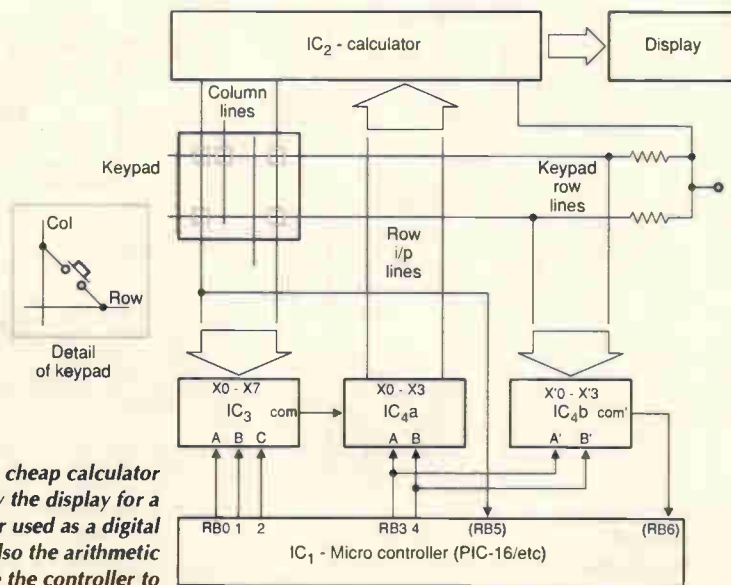 IC2 - calculator
Display
Column
lines
Keypad
Keypad
row
lines
Col
Row
Row
i/p
lines
Detail
of keypad
X0 - X7
IC3 com
A B C
X0 - X3
IC4a
A B
X'0 - X'3
IC4b com'
A' B'
cheap calculator
the display for a
used as a digital
also the arithmetic
the controller to
RB0 1 2 RB3 4 (RB5) (RB6)
IC1 - Micro controller (PIC-16/etc)